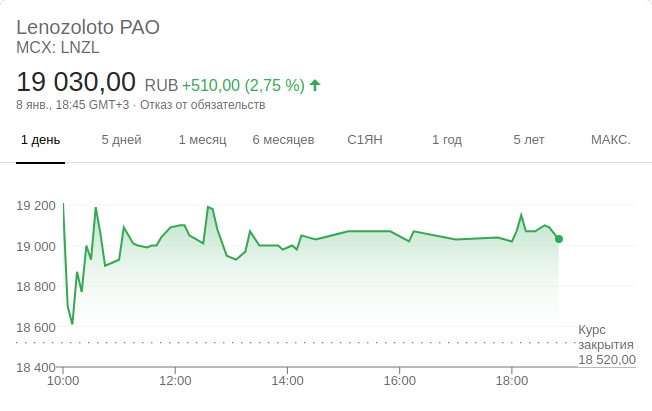 Lenozoloto PAO
MCX: LNZL
19 030,00 RUB +510,00 (2,75 %)
8 янв., 18:45 GMT+3 · Отказ от обязательств
1 день 5 дней 1 месяц 6 месяцев С1ЯН 1 год 5 лет МАКС.
19 200
19 000
18 800
18 600
Курс
закрытия
18 520,00
18 400
10:00 12:00 14:00 16:00 18:00